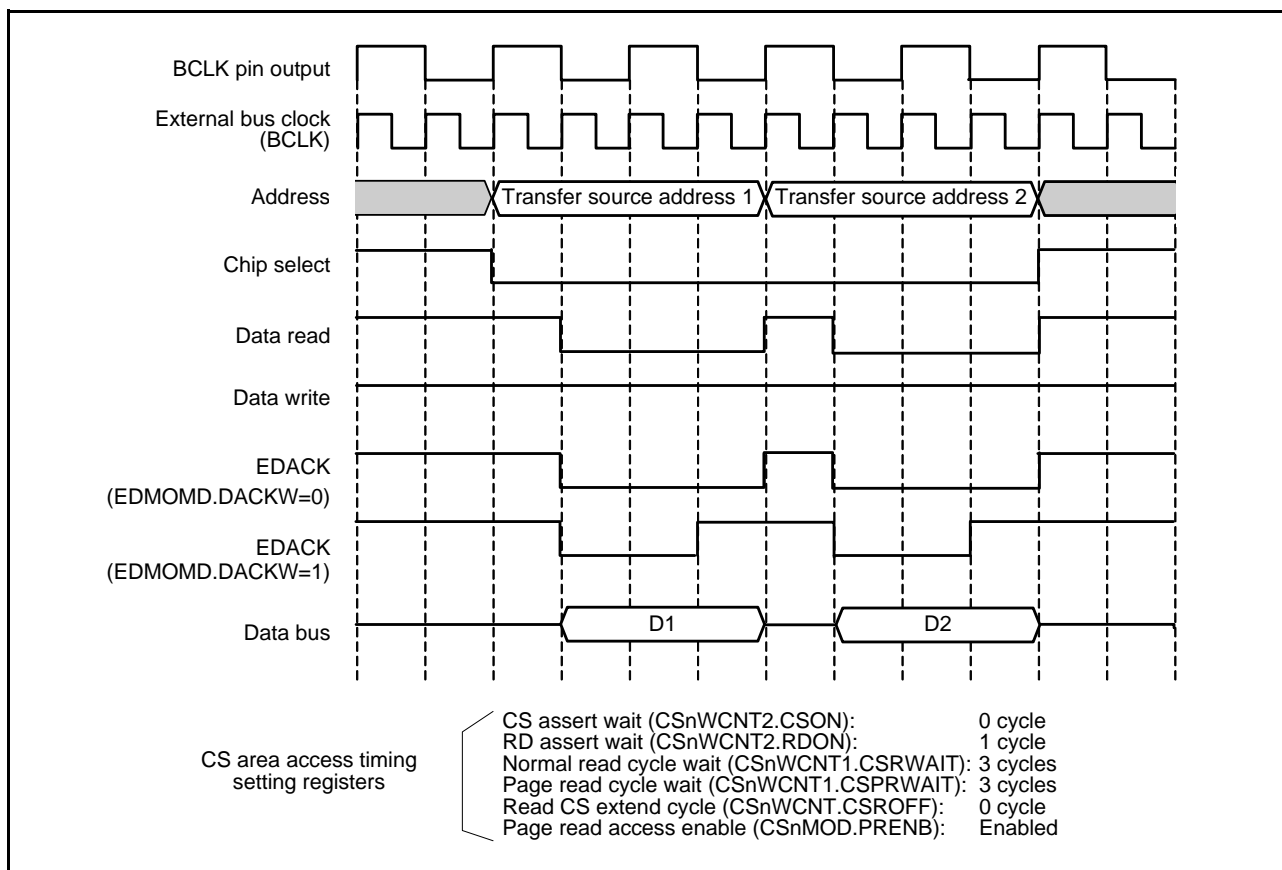 BCLK pin output
External bus clock
(BCLK)
Address
Transfer source address 1
Transfer source address 2
Chip select
Data read
Data write
EDACK
(EDMOMD.DACKW=0)
EDACK
(EDMOMD.DACKW=1)
Data bus
D1
D2
CS area access timing
setting registers
CS assert wait (CSnWCNT2.CSON): 0 cycle
RD assert wait (CSnWCNT2.RDON): 1 cycle
Normal read cycle wait (CSnWCNT1.CSRWAIT): 3 cycles
Page read cycle wait (CSnWCNT1.CSPRWAIT): 3 cycles
Read CS extend cycle (CSnWCNT.CSROFF): 0 cycle
Page read access enable (CSnMOD.PRENB): Enabled